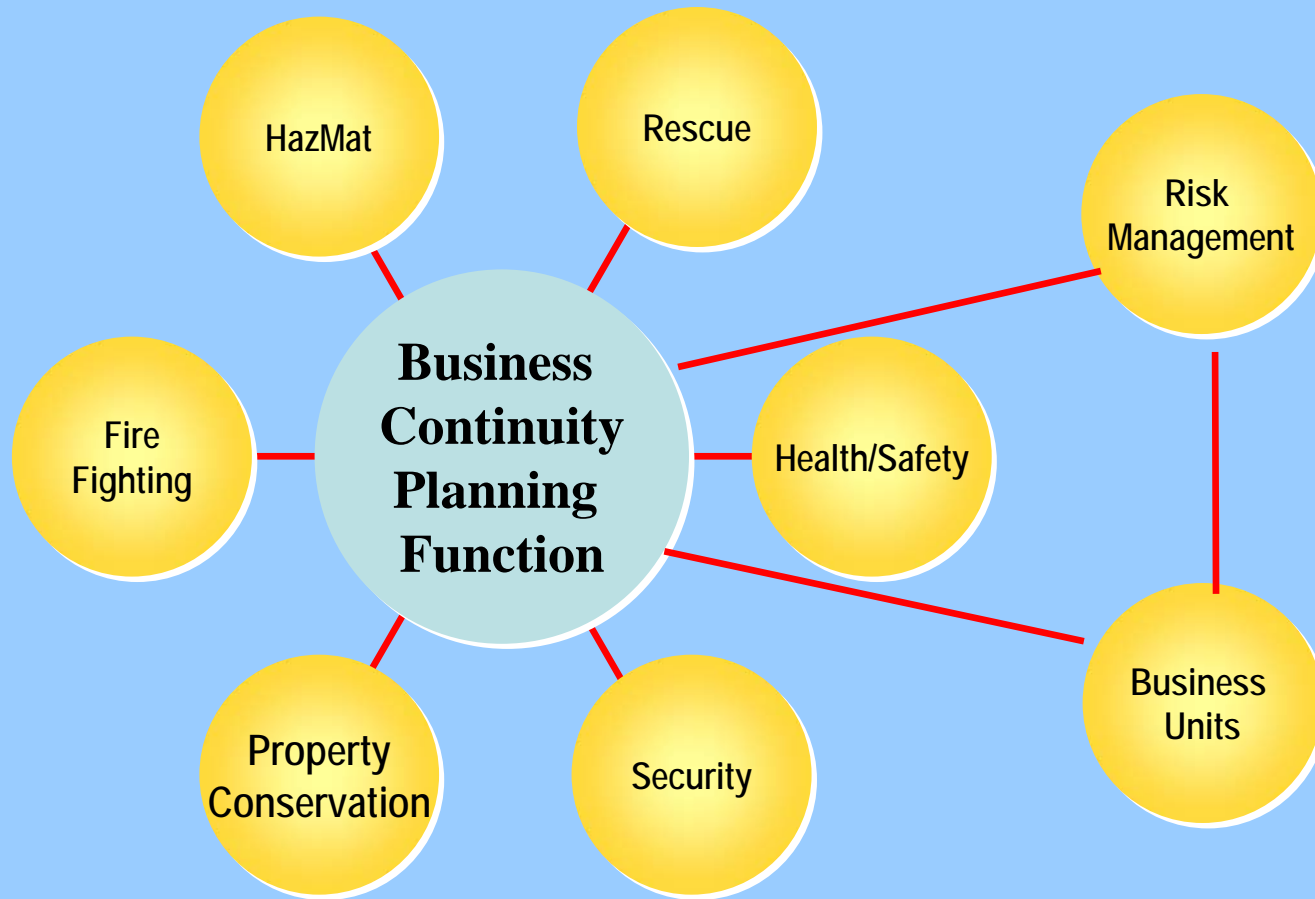 HazMat
Rescue
Risk
Management
Business
Continuity
Planning
Function
Fire
Fighting
Health/Safety
Property
Conservation
Security
Business
Units